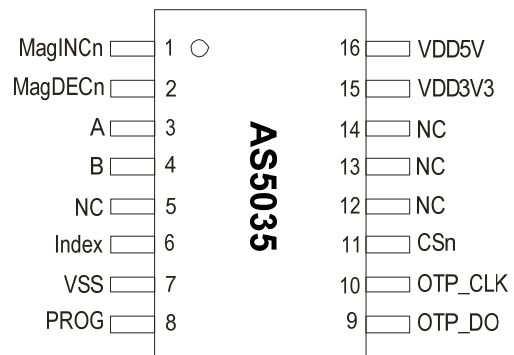 MagINCn 1 16 VDD5V
MagDECn 2 15 VDD3V3
A 3 14 NC
B 4 13 NC
NC 5 12 NC
Index 6 11 CSn
VSS 7 10 OTP_CLK
PROG 8 9 OTP_DO
AS5035